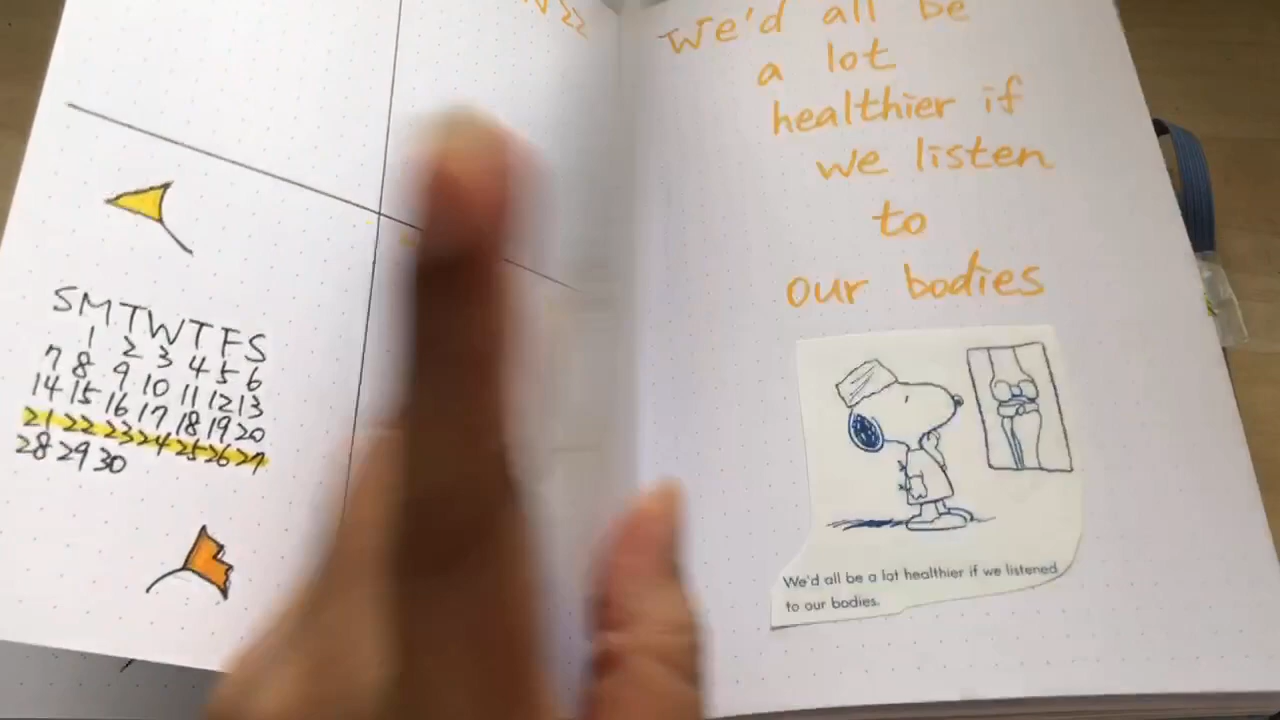 S M T W T F S
1 2 3 4 5 6
7 8 9 10 11 12 13
14 15 16 17 18 19 20
21 22 23 24 25 26 27
28 29 30
We'd all be
a lot
healthier if
we listen
to
our bodies
We'd all be a lot healthier if we listened
to our bodies.